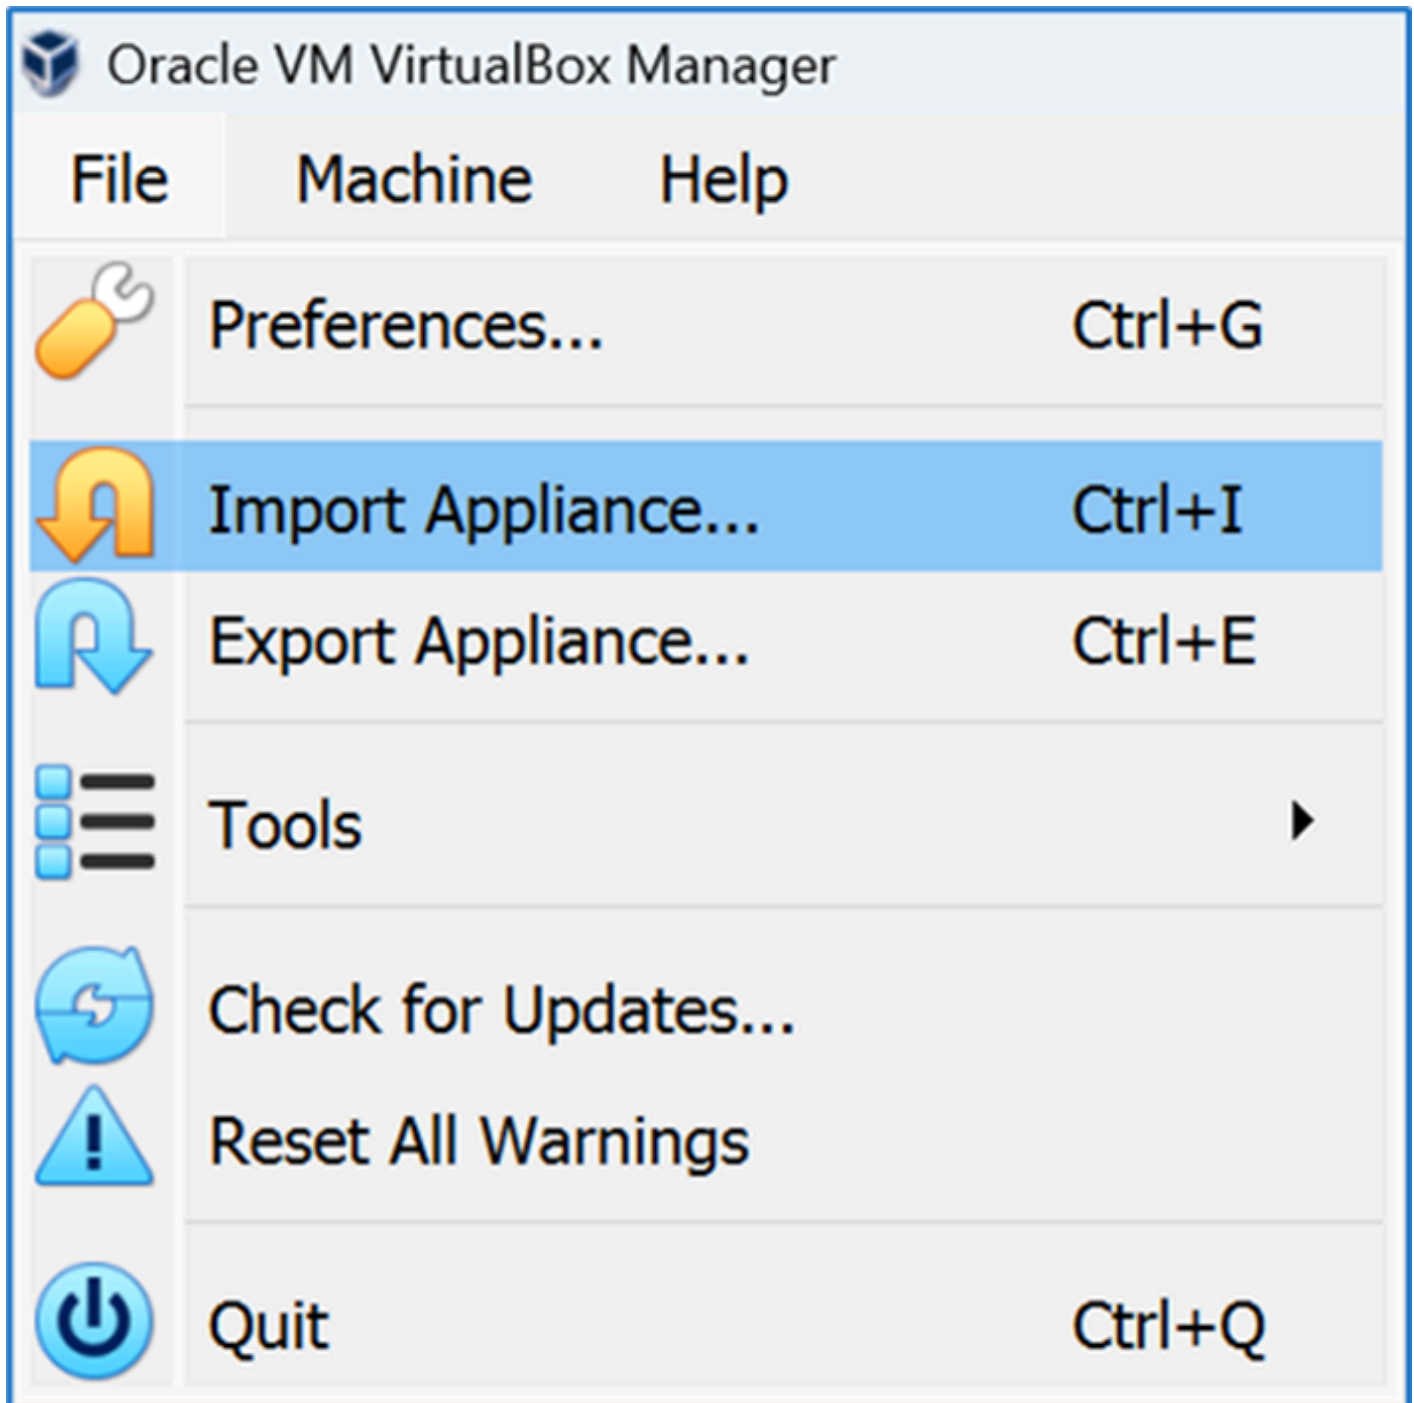 Oracle VM VirtualBox Manager
File Machine Help
Preferences... Ctrl+G
Import Appliance... Ctrl+I
Export Appliance... Ctrl+E
Tools
Check for Updates...
Reset All Warnings
Quit Ctrl+Q